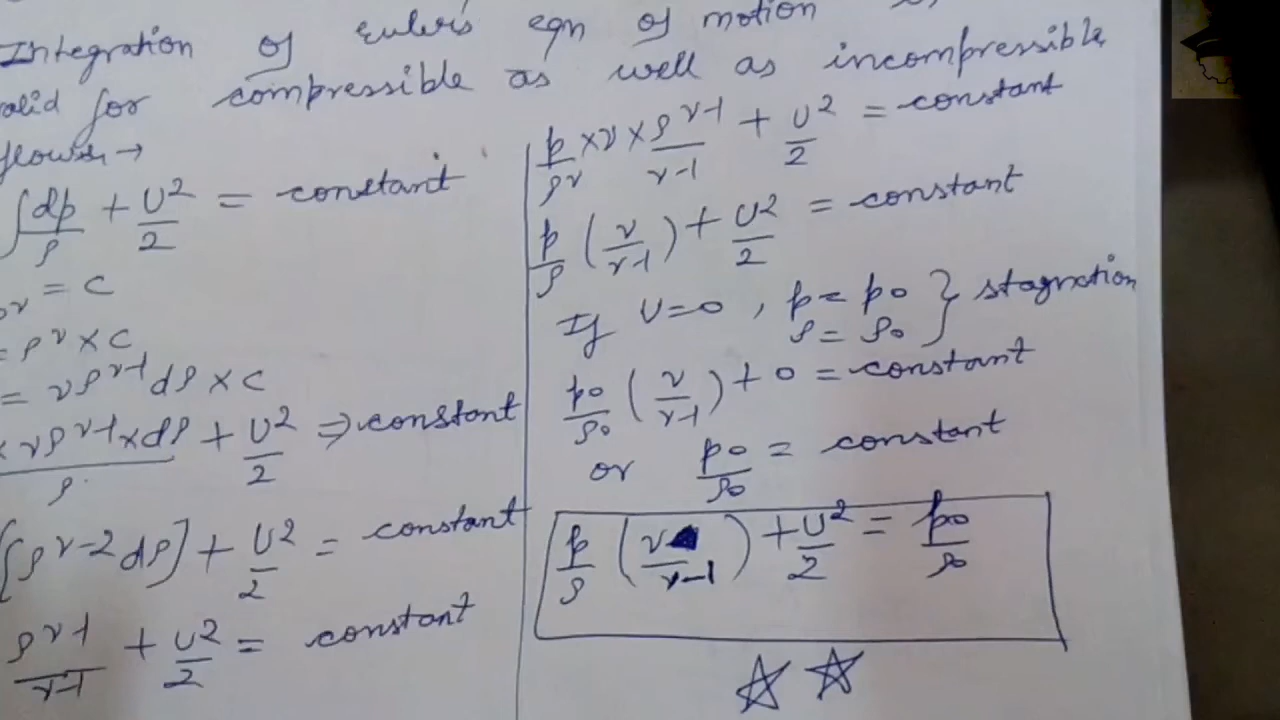 Integration of Euler's eqn of motion
valid for compressible as well as incompressible
flows →
∫dp/ρ + U²/2 = constant
ρ^γ = C
= ρ^γ × C
= γρ^γ-1 dρ × C
× γρ^γ-1 × dρ/ρ + U²/2 ⇒ constant
[ρ^γ-2 dρ] + U²/2 = constant
ρ^γ-1/γ-1 + U²/2 = constant
p/ρ^γ × γ × ρ^γ-1/γ-1 + U²/2 = constant
p/ρ (γ/γ-1) + U²/2 = constant
If U=0, p = p0 } stagnation
ρ = ρ0
p0/ρ0 (γ/γ-1) + 0 = constant
or p0/ρ0 = constant
p/ρ (γ/γ-1) + U²/2 = p0/ρ0